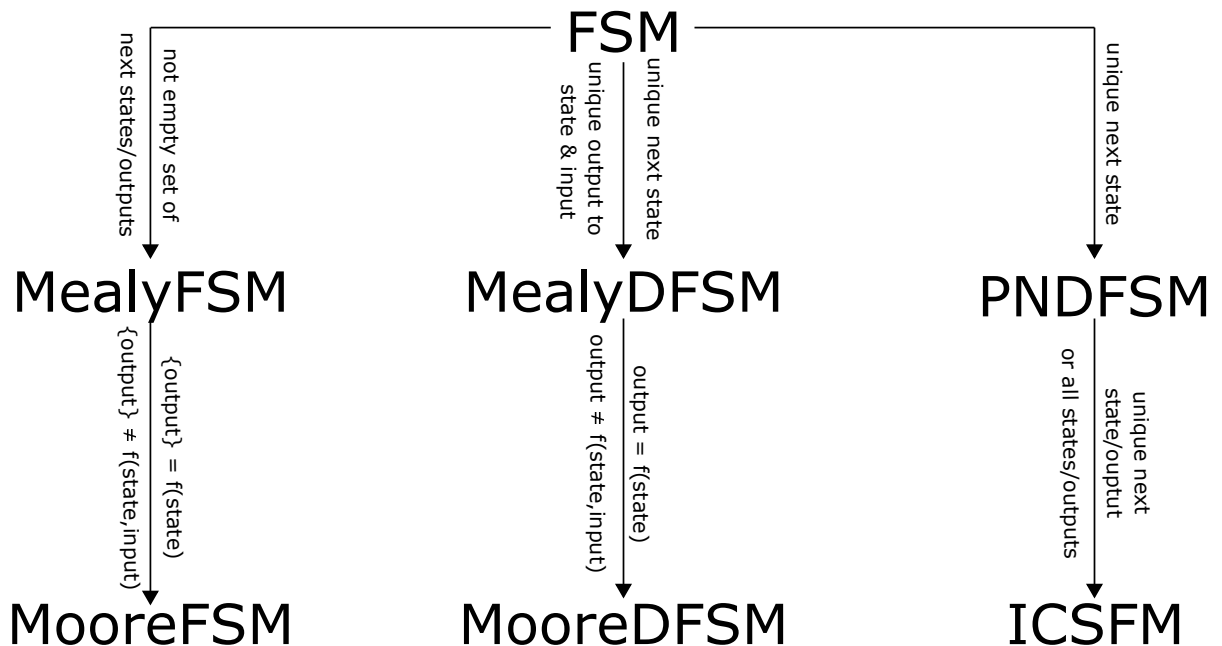 FSM
not empty set of
next states/outputs
unique next state
unique output to
state & input
unique next state
MealyFSM
MealyDFSM
PNDFSM
{output} = f(state)
{output} ≠ f(state,input)
output = f(state)
output ≠ f(state,input)
unique next
state/ouptut
or all states/outputs
MooreFSM
MooreDFSM
ICSFM